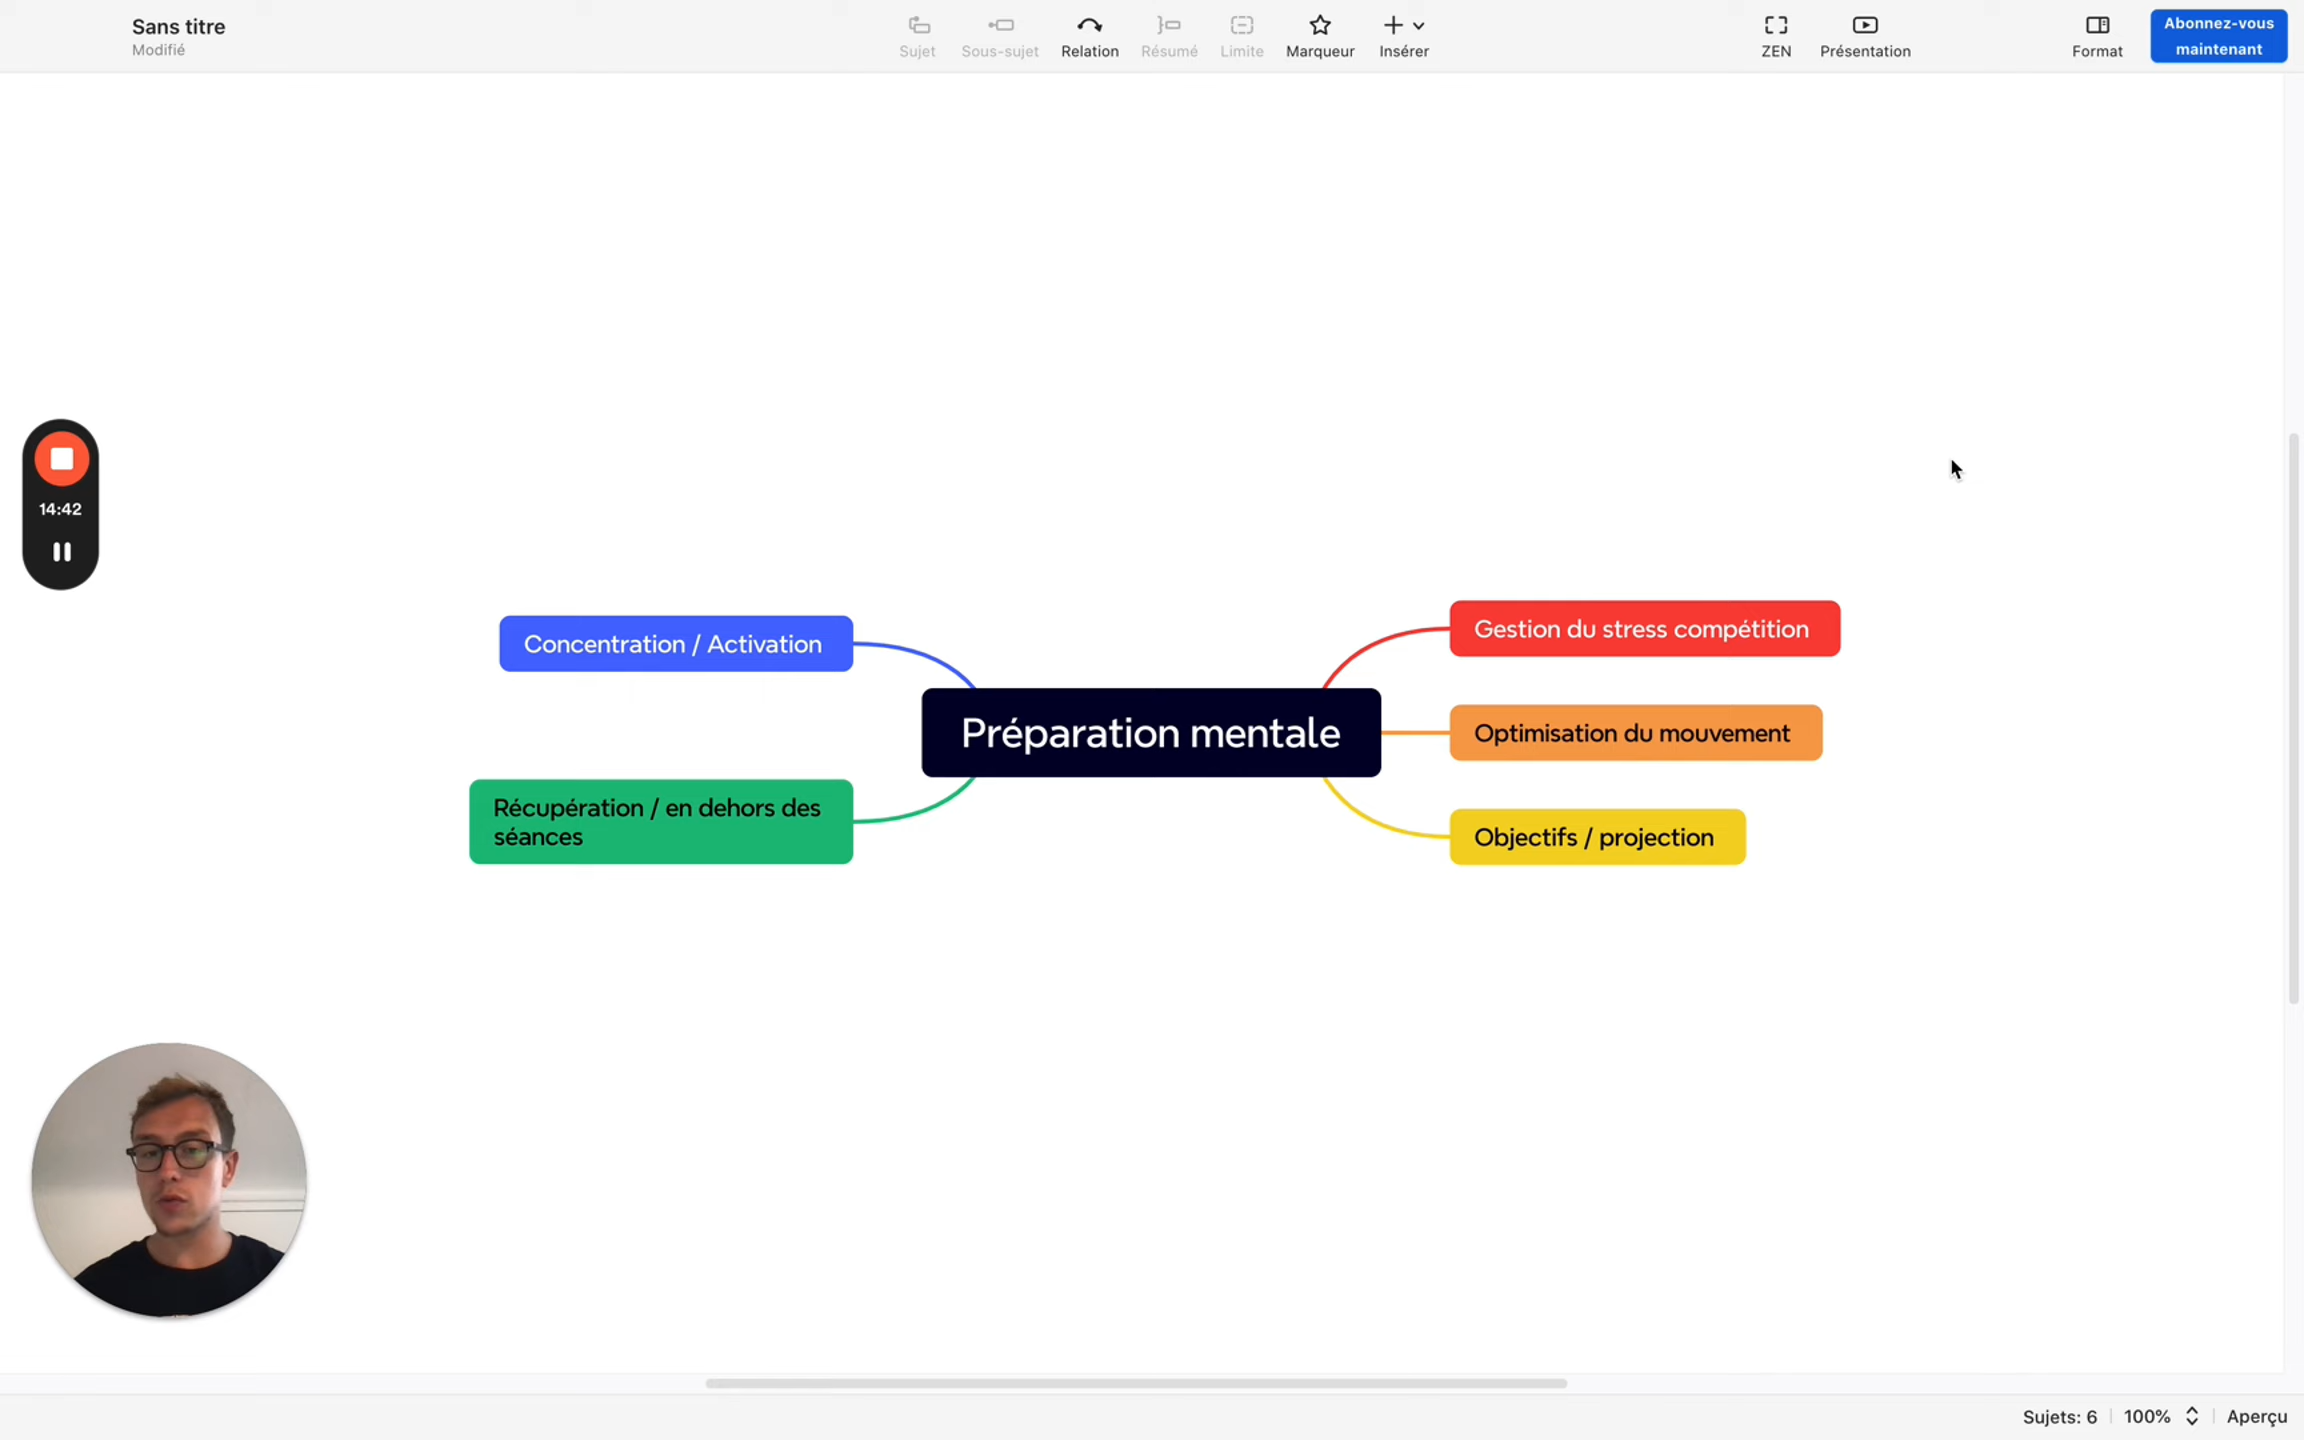 Sans titre
Modifié
Sujet
Sous-sujet
Relation
Résumé
Limite
Marqueur
Insérer
ZEN
Présentation
Format
Abonnez-vous
maintenant
14:42
Concentration / Activation
Récupération / en dehors des
séances
Préparation mentale
Gestion du stress compétition
Optimisation du mouvement
Objectifs / projection
Sujets: 6
100%
Aperçu